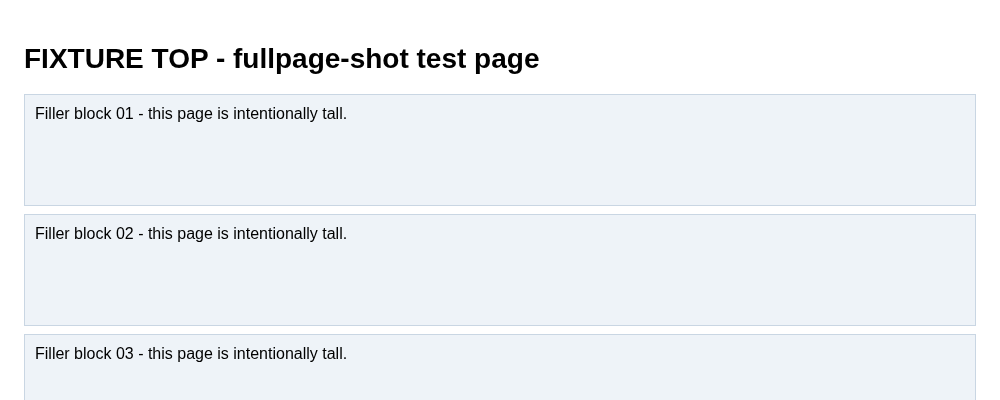 FIXTURE TOP - fullpage-shot test page
Filler block 01 - this page is intentionally tall.
Filler block 02 - this page is intentionally tall.
Filler block 03 - this page is intentionally tall.